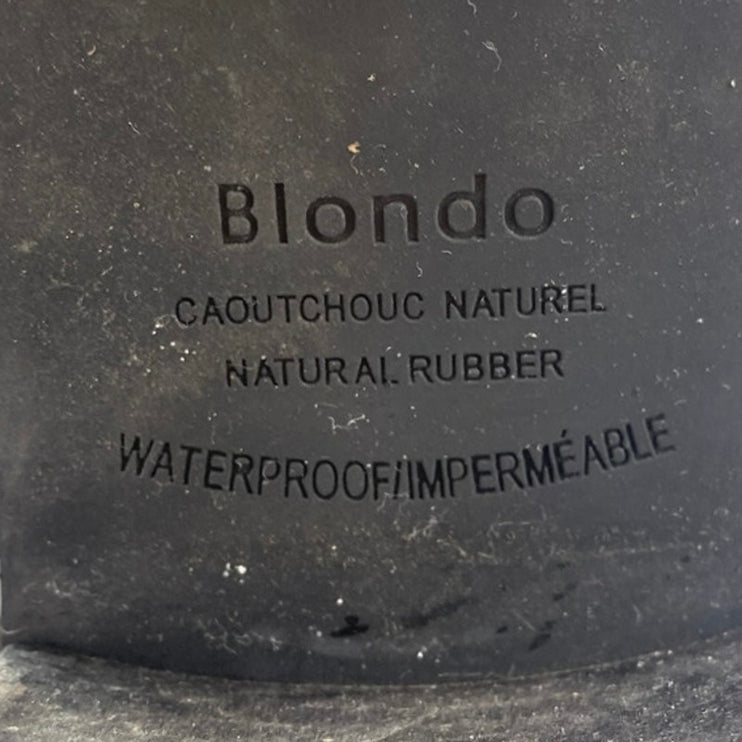 Blondo
CAOUTCHOUC NATUREL
NATURAL RUBBER
WATERPROOF/IMPERMÉABLE